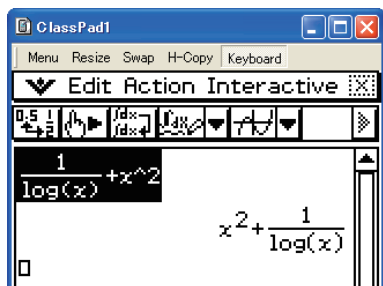 ClassPad1
Menu Resize Swap H-Copy Keyboard
Edit Action Interactive
1/log(x)+x^2
x²+1/log(x)